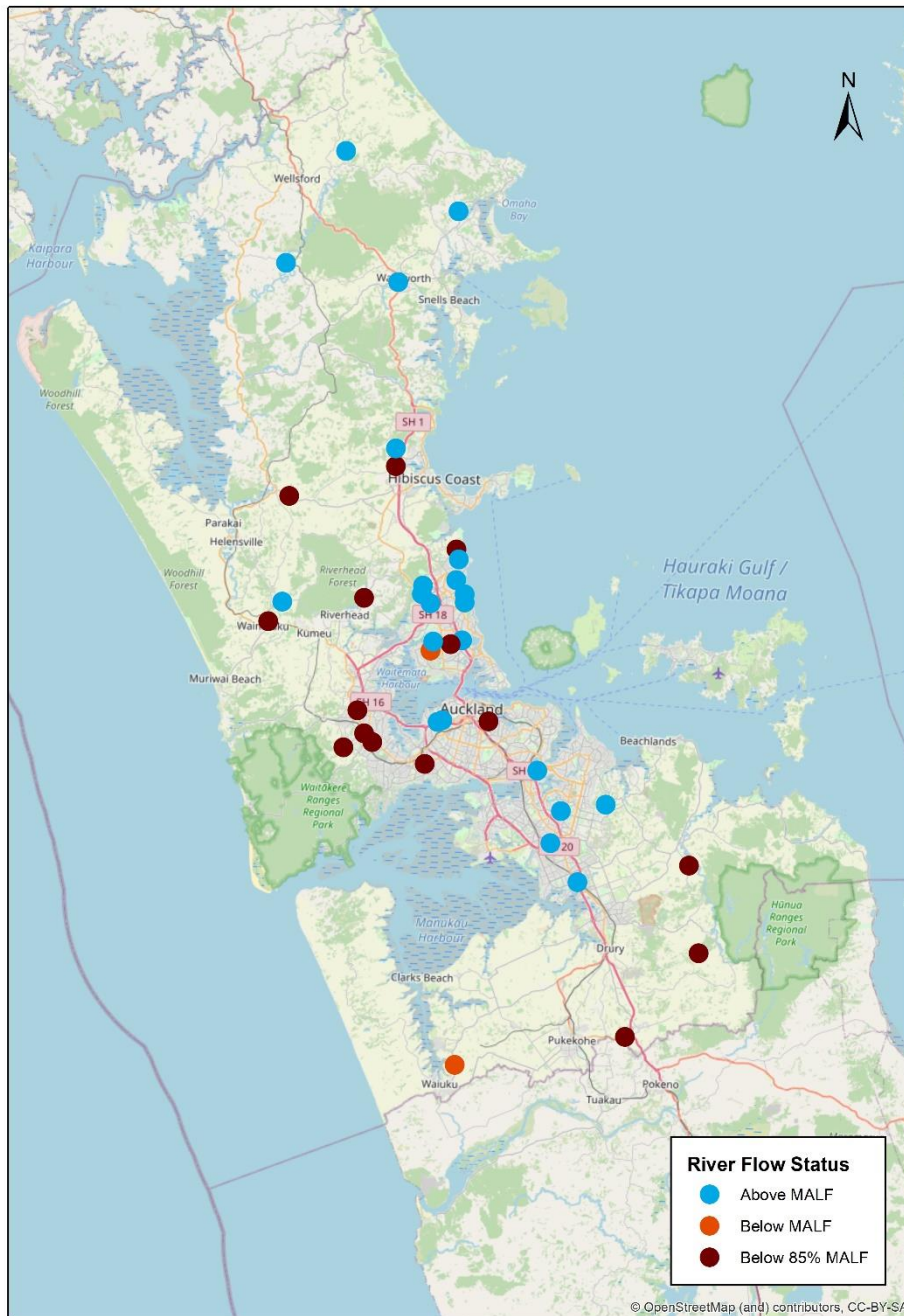 N
Wellsford
Omaha
Bay
Kaipara
Harbour
Snells Beach
Woodhill
Forest
SH 1
Hibiscus Coast
Parakai
Helensville
Hauraki Gulf /
Tikapa Moana
Riverhead
Forest
Woodhill
Forest
Riverhead
SH 18
Kumeu
Muriwai Beach
Waitematā
Harbour
SH 16
Auckland
Beachlands
SH
Waitākere
Ranges
Regional
Park
20
Hūnua
Ranges
Regional
Park
Manukau
Harbour
Drury
Clarks Beach
Pukekohe
Waiuku
Pokeno
Tuakau
River Flow Status
Above MALF
Below MALF
Below 85% MALF
© OpenStreetMap (and) contributors, CC-BY-SA